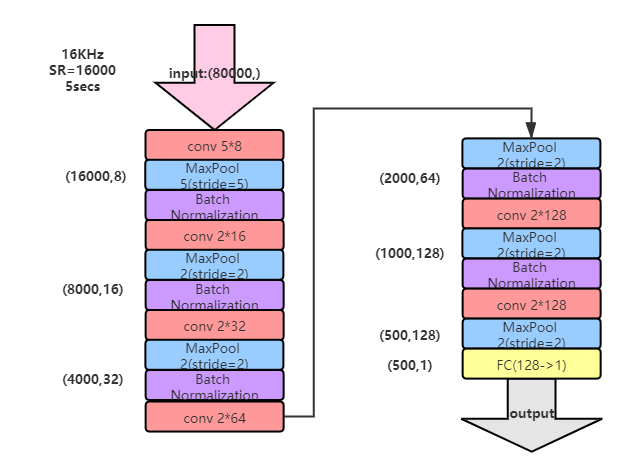 16KHz
SR=16000
5secs
input:(80000,)
conv 5*8
(16000,8)
MaxPool
5(stride=5)
Batch
Normalization
conv 2*16
MaxPool
2(stride=2)
(8000,16)
Batch
Normalization
conv 2*32
MaxPool
2(stride=2)
(4000,32)
Batch
Normalization
conv 2*64
MaxPool
2(stride=2)
(2000,64)
Batch
Normalization
conv 2*128
(1000,128)
MaxPool
2(stride=2)
Batch
Normalization
conv 2*128
(500,128)
MaxPool
2(stride=2)
(500,1)
FC(128->1)
output